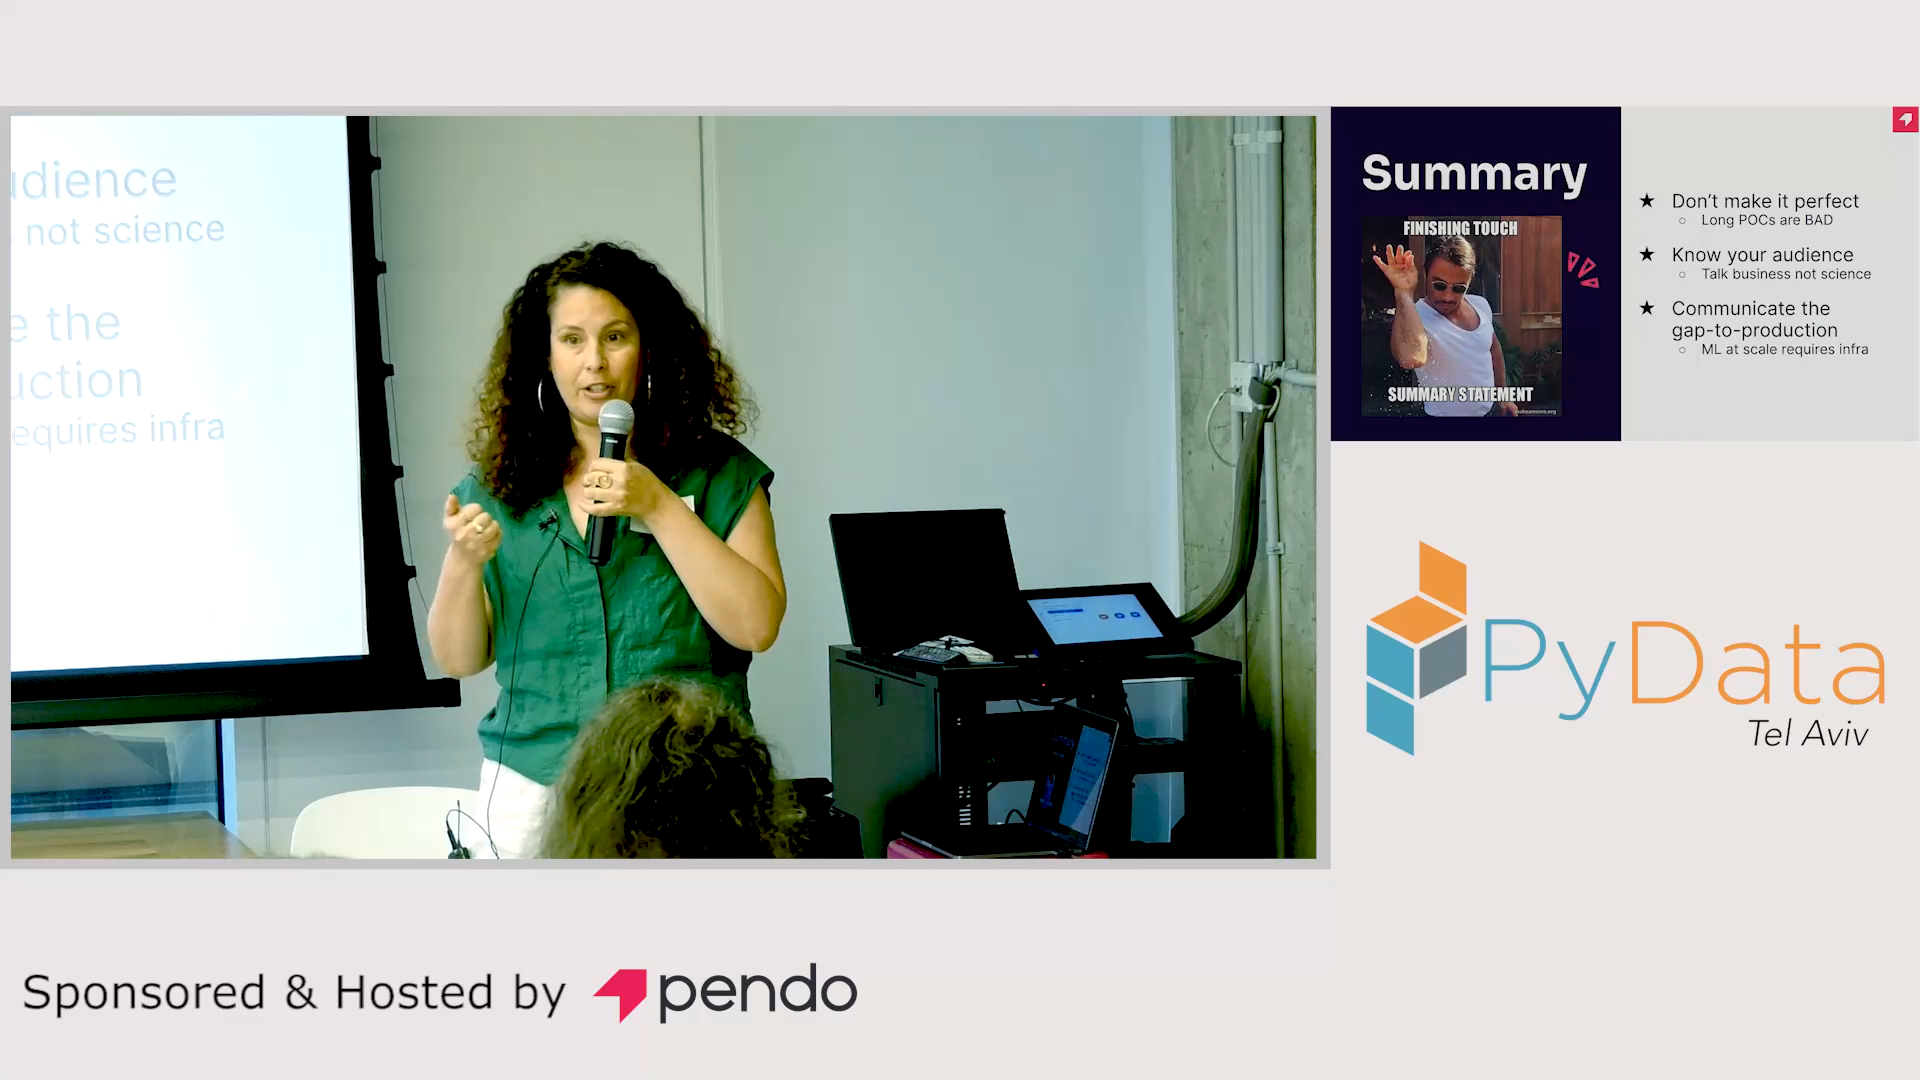 udience
not science
e the
uction
equires infra
Summary
FINISHING TOUCH
SUMMARY STATEMENT
★ Don't make it perfect
○ Long POCs are BAD
★ Know your audience
○ Talk business not science
★ Communicate the
gap-to-production
○ ML at scale requires infra
PyData
Tel Aviv
Sponsored & Hosted by pendo